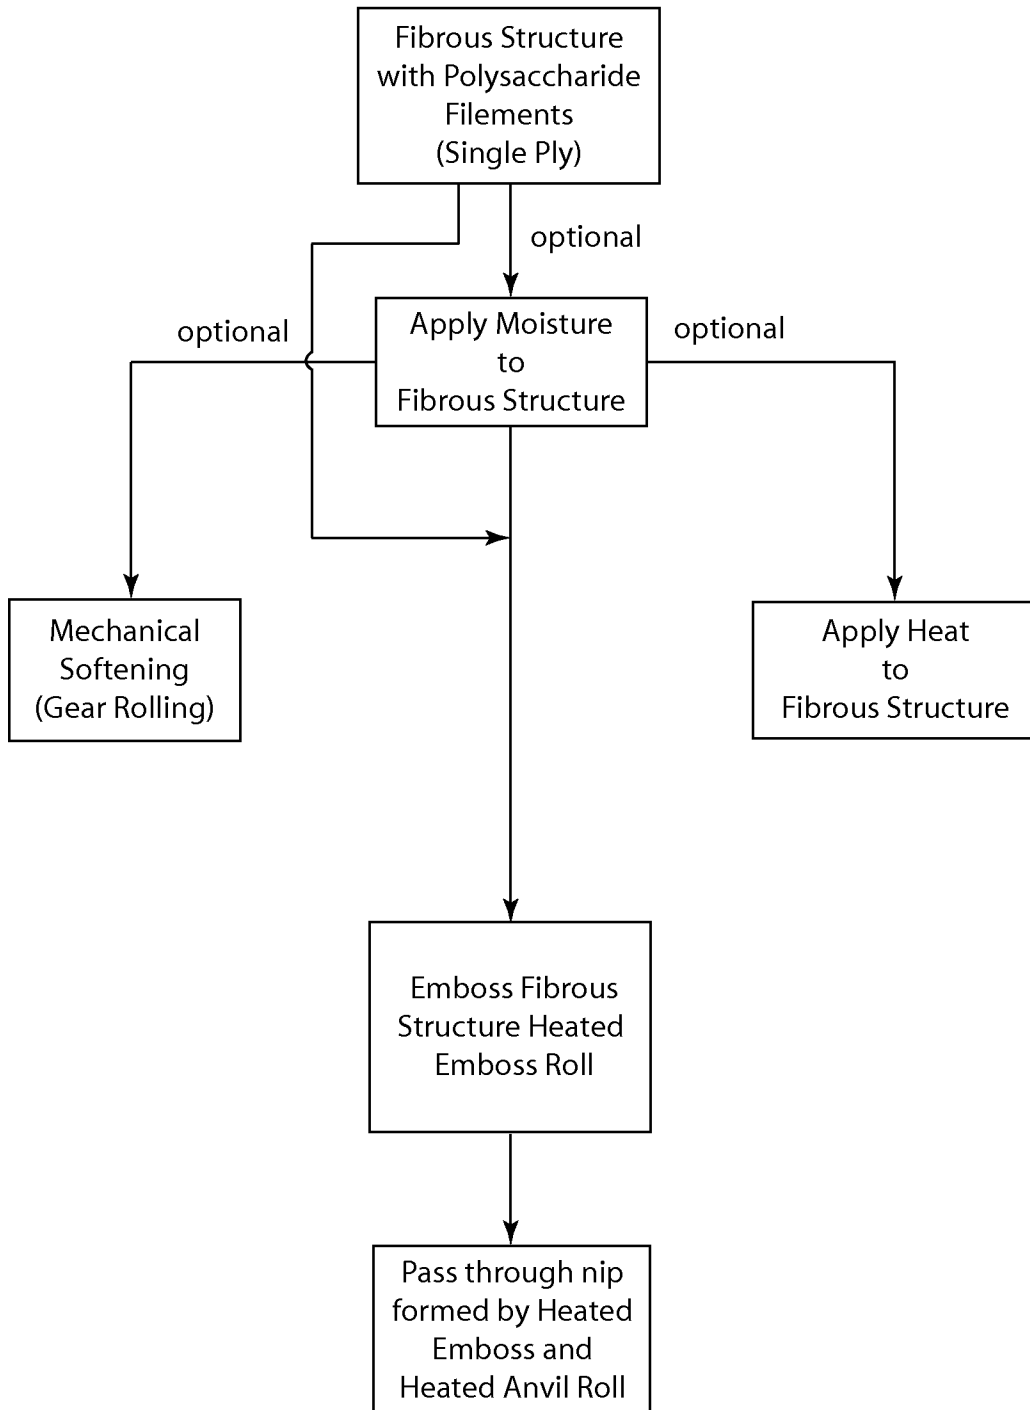 Fibrous Structure
with Polysaccharide
Filements
(Single Ply)
optional
Apply Moisture
to
Fibrous Structure
optional
optional
Mechanical
Softening
(Gear Rolling)
Apply Heat
to
Fibrous Structure
Emboss Fibrous
Structure Heated
Emboss Roll
Pass through nip
formed by Heated
Emboss and
Heated Anvil Roll